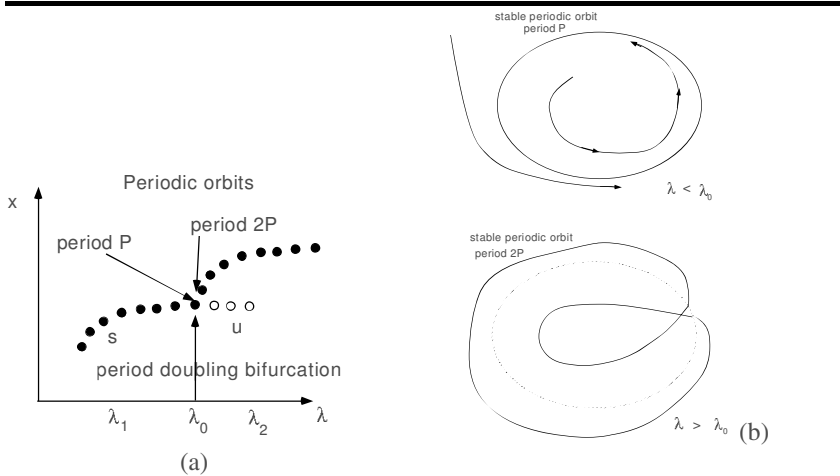 Periodic orbits
x
period 2P
period P
s
u
period doubling bifurcation
λ₁
λ₀
λ₂
λ
(a)
stable periodic orbit
period P
λ < λ₀
stable periodic orbit
period 2P
λ > λ₀
(b)